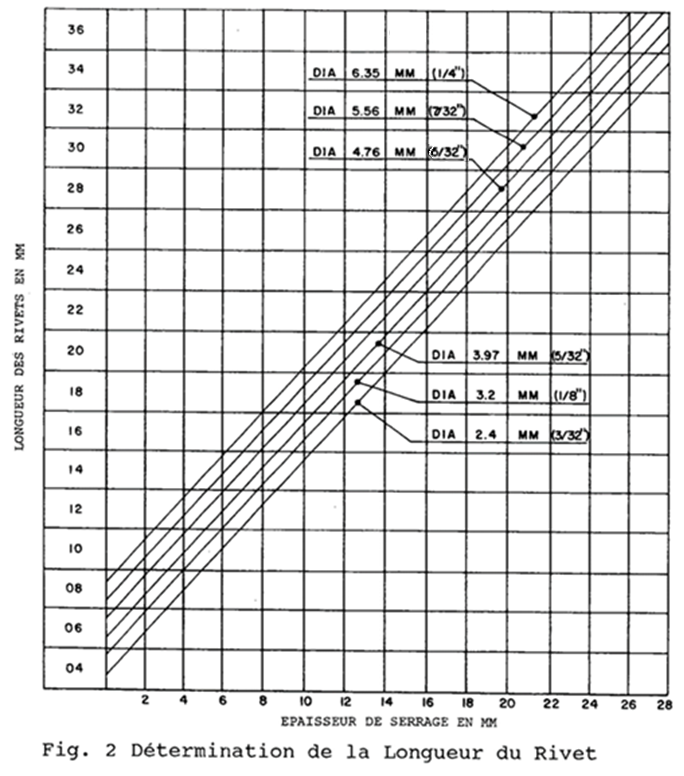 36
34
DIA 6.35 MM (1/4")
32
DIA 5.56 MM (7/32")
30
DIA 4.76 MM (6/32")
28
26
24
22
20
DIA 3.97 MM (5/32")
18
DIA 3.2 MM (1/8")
16
DIA 2.4 MM (3/32")
14
12
10
08
06
04
LONGUEUR DES RIVETS EN MM
2 4 6 8 10 12 14 16 18 20 22 24 26 28
EPAISSEUR DE SERRAGE EN MM
Fig. 2 Détermination de la Longueur du Rivet